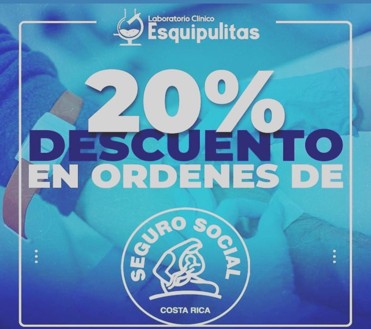 Laboratorio Clínico
Esquipulitas
20%
DESCUENTO
EN ORDENES DE
SEGURO SOCIAL
COSTA RICA